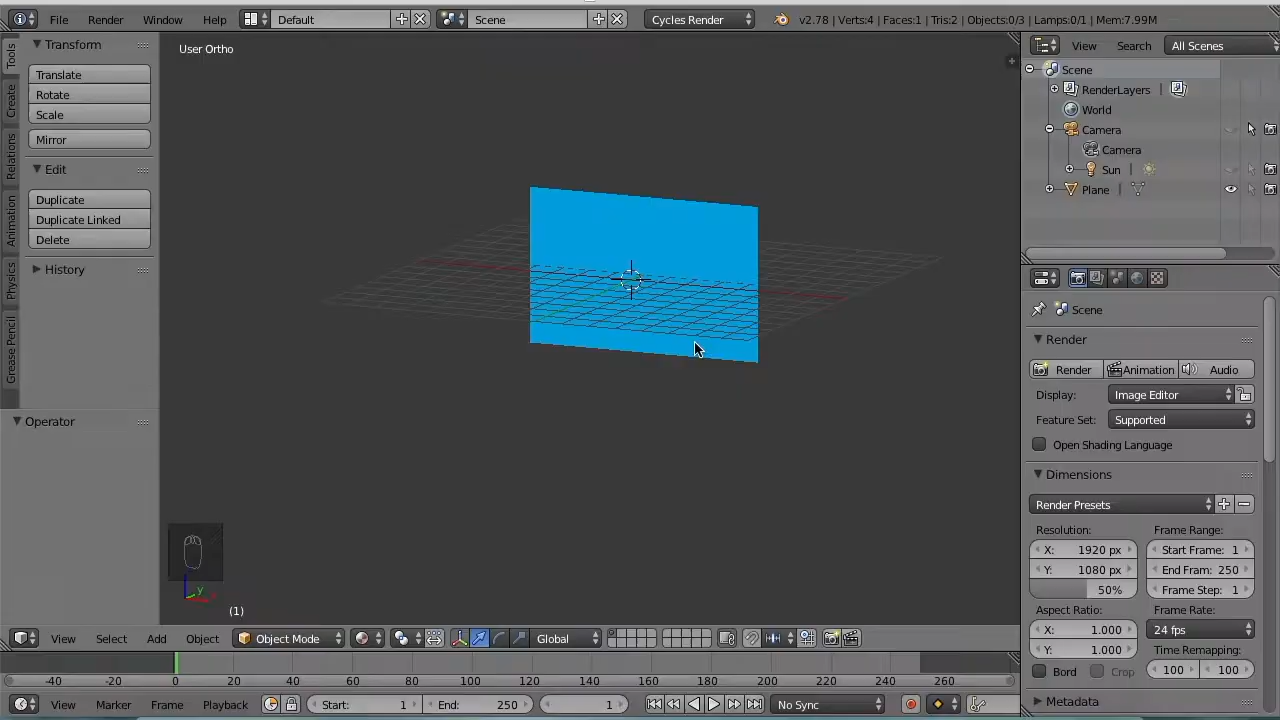 File Render Window Help Default Scene Cycles Render v2.78 | Verts:4 | Faces:1 | Tris:2 | Objects:0/3 | Lamps:0/1 | Mem:7.99M
Tools
Create
Relations
Animation
Physics
Grease Pencil
Transform
Translate
Rotate
Scale
Mirror
Edit
Duplicate
Duplicate Linked
Delete
History
Operator
User Ortho
y
x
(1)
View Select Add Object Object Mode Global
-40 -20 0 20 40 60 80 100 120 140 160 180 200 220 240 260
View Marker Frame Playback Start: 1 End: 250 1 No Sync
View Search All Scenes
Scene
RenderLayers |
World
Camera
Camera
Sun
Plane |
Scene
Render
Render Animation Audio
Display: Image Editor
Feature Set: Supported
Open Shading Language
Dimensions
Render Presets
Resolution: Frame Range:
X: 1920 px Start Frame: 1
Y: 1080 px End Fram: 250
50% Frame Step: 1
Aspect Ratio: Frame Rate:
X: 1.000 24 fps
Y: 1.000 Time Remapping:
Bord Crop 100 100
Metadata